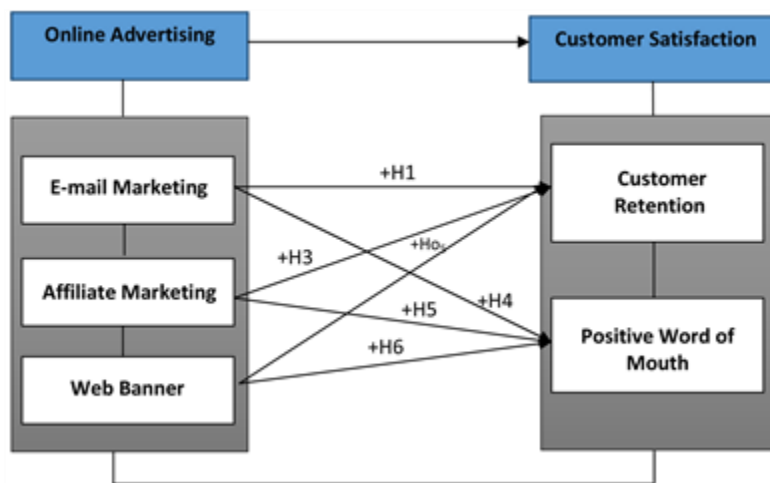 Online Advertising
Customer Satisfaction
E-mail Marketing
+H1
Customer
Retention
+H3
+Ho₅
Affiliate Marketing
+H4
+H5
Positive Word of
Mouth
+H6
Web Banner